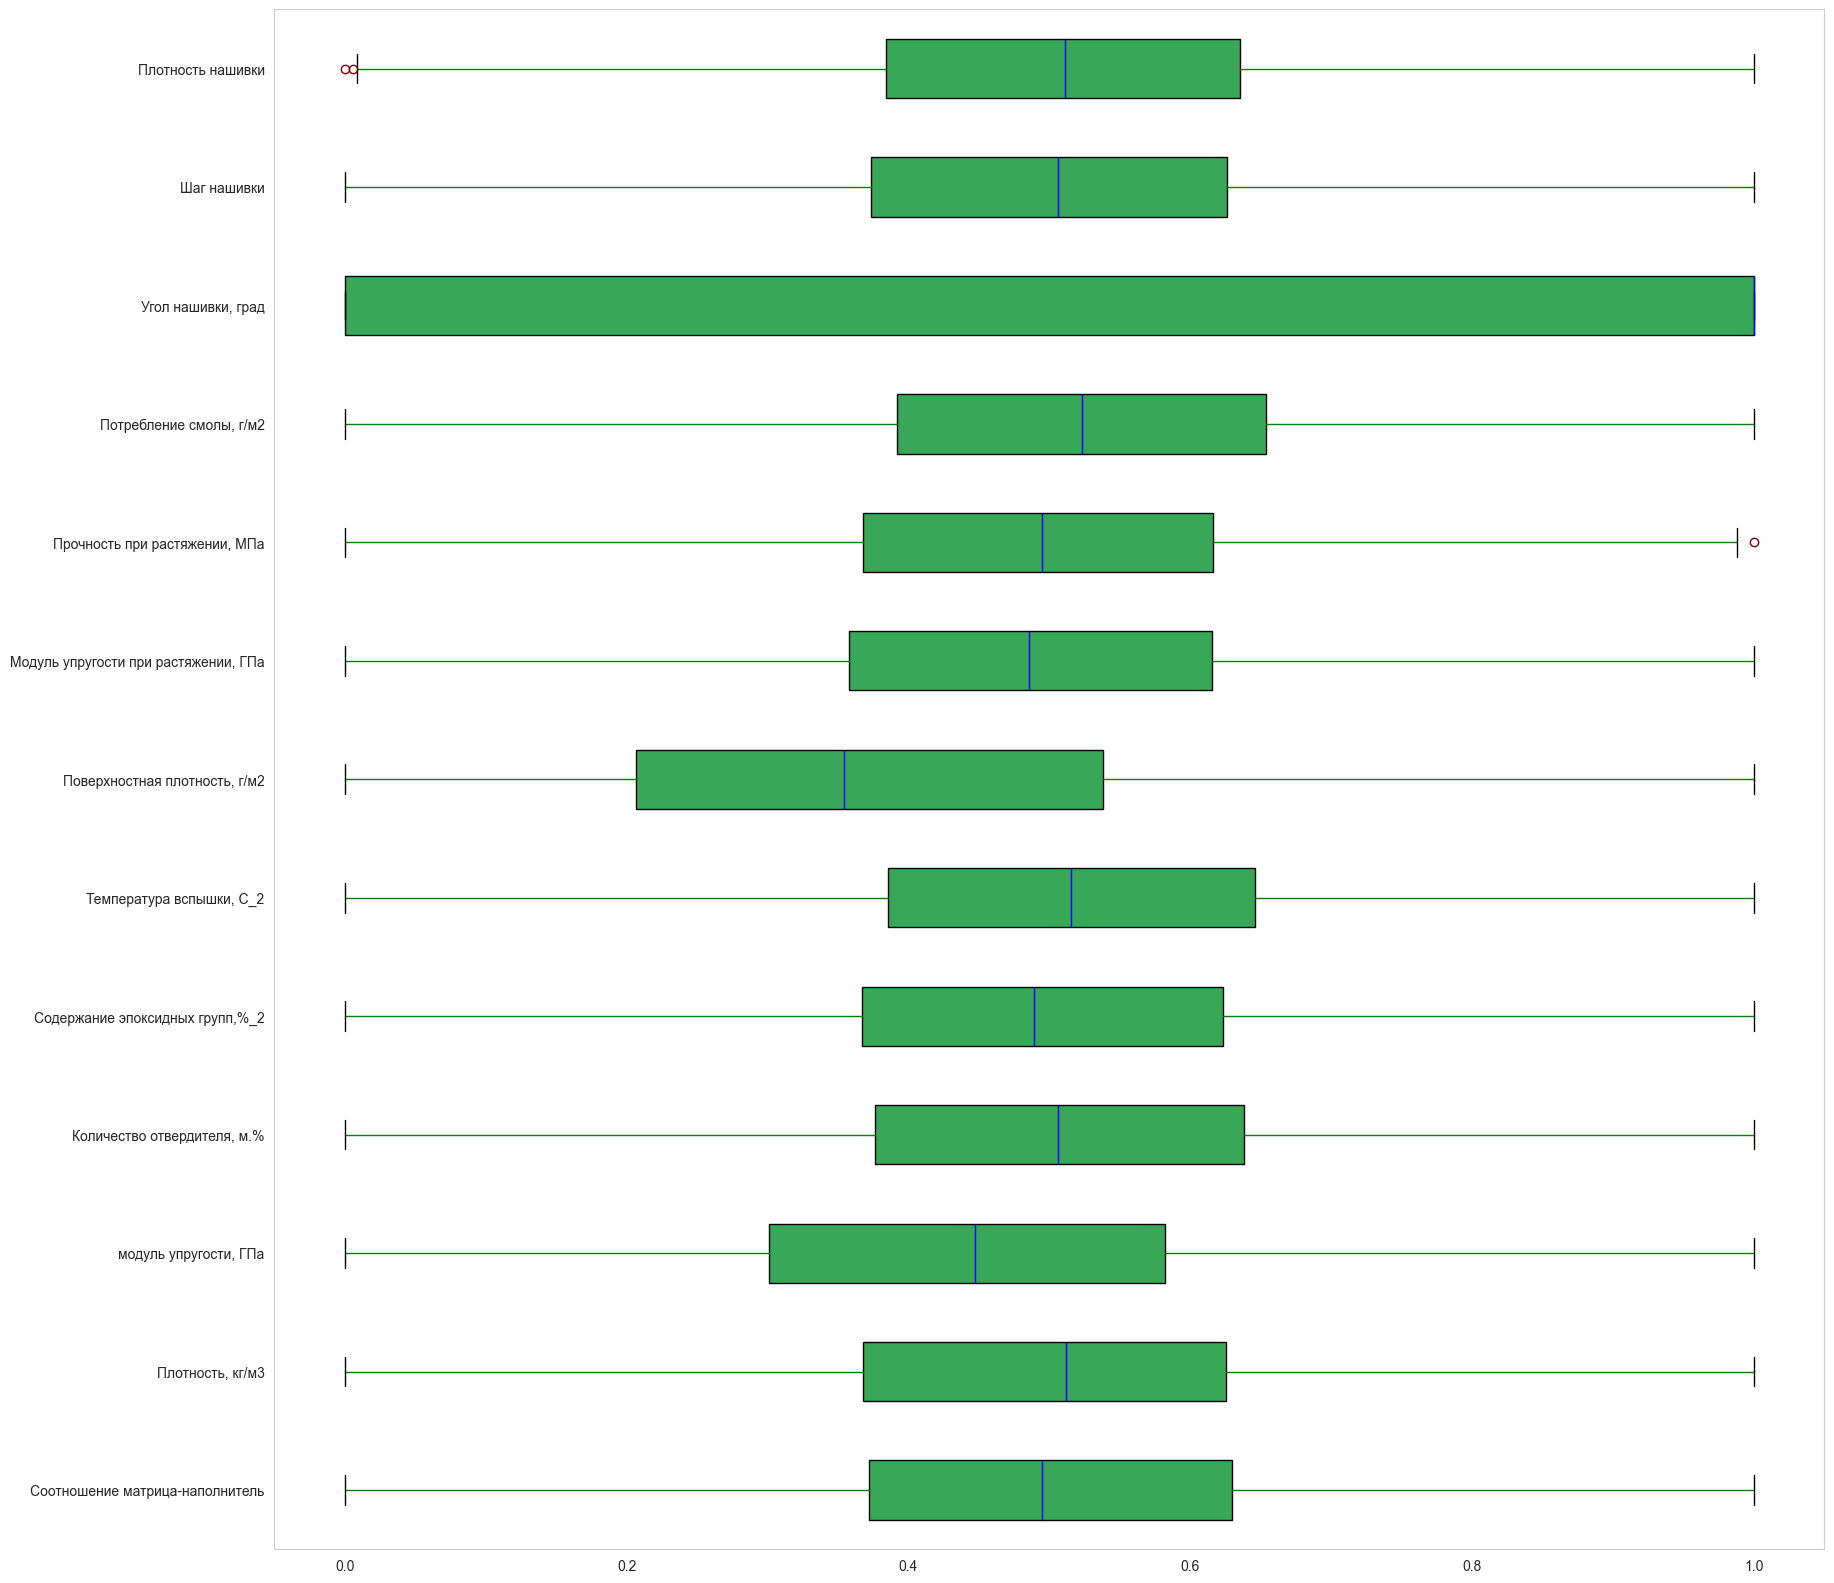 Плотность нашивки
Шаг нашивки
Угол нашивки, град
Потребление смолы, г/м2
Прочность при растяжении, МПа
Модуль упругости при растяжении, ГПа
Поверхностная плотность, г/м2
Температура вспышки, С_2
Содержание эпоксидных групп,%_2
Количество отвердителя, м.%
модуль упругости, ГПа
Плотность, кг/м3
Соотношение матрица-наполнитель
0.0 0.2 0.4 0.6 0.8 1.0